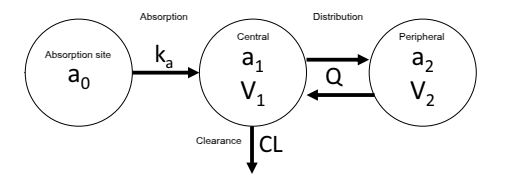 Absorption
Distribution
Absorption site
a0
ka
Central
a1
V1
Q
Peripheral
a2
V2
Clearance
CL